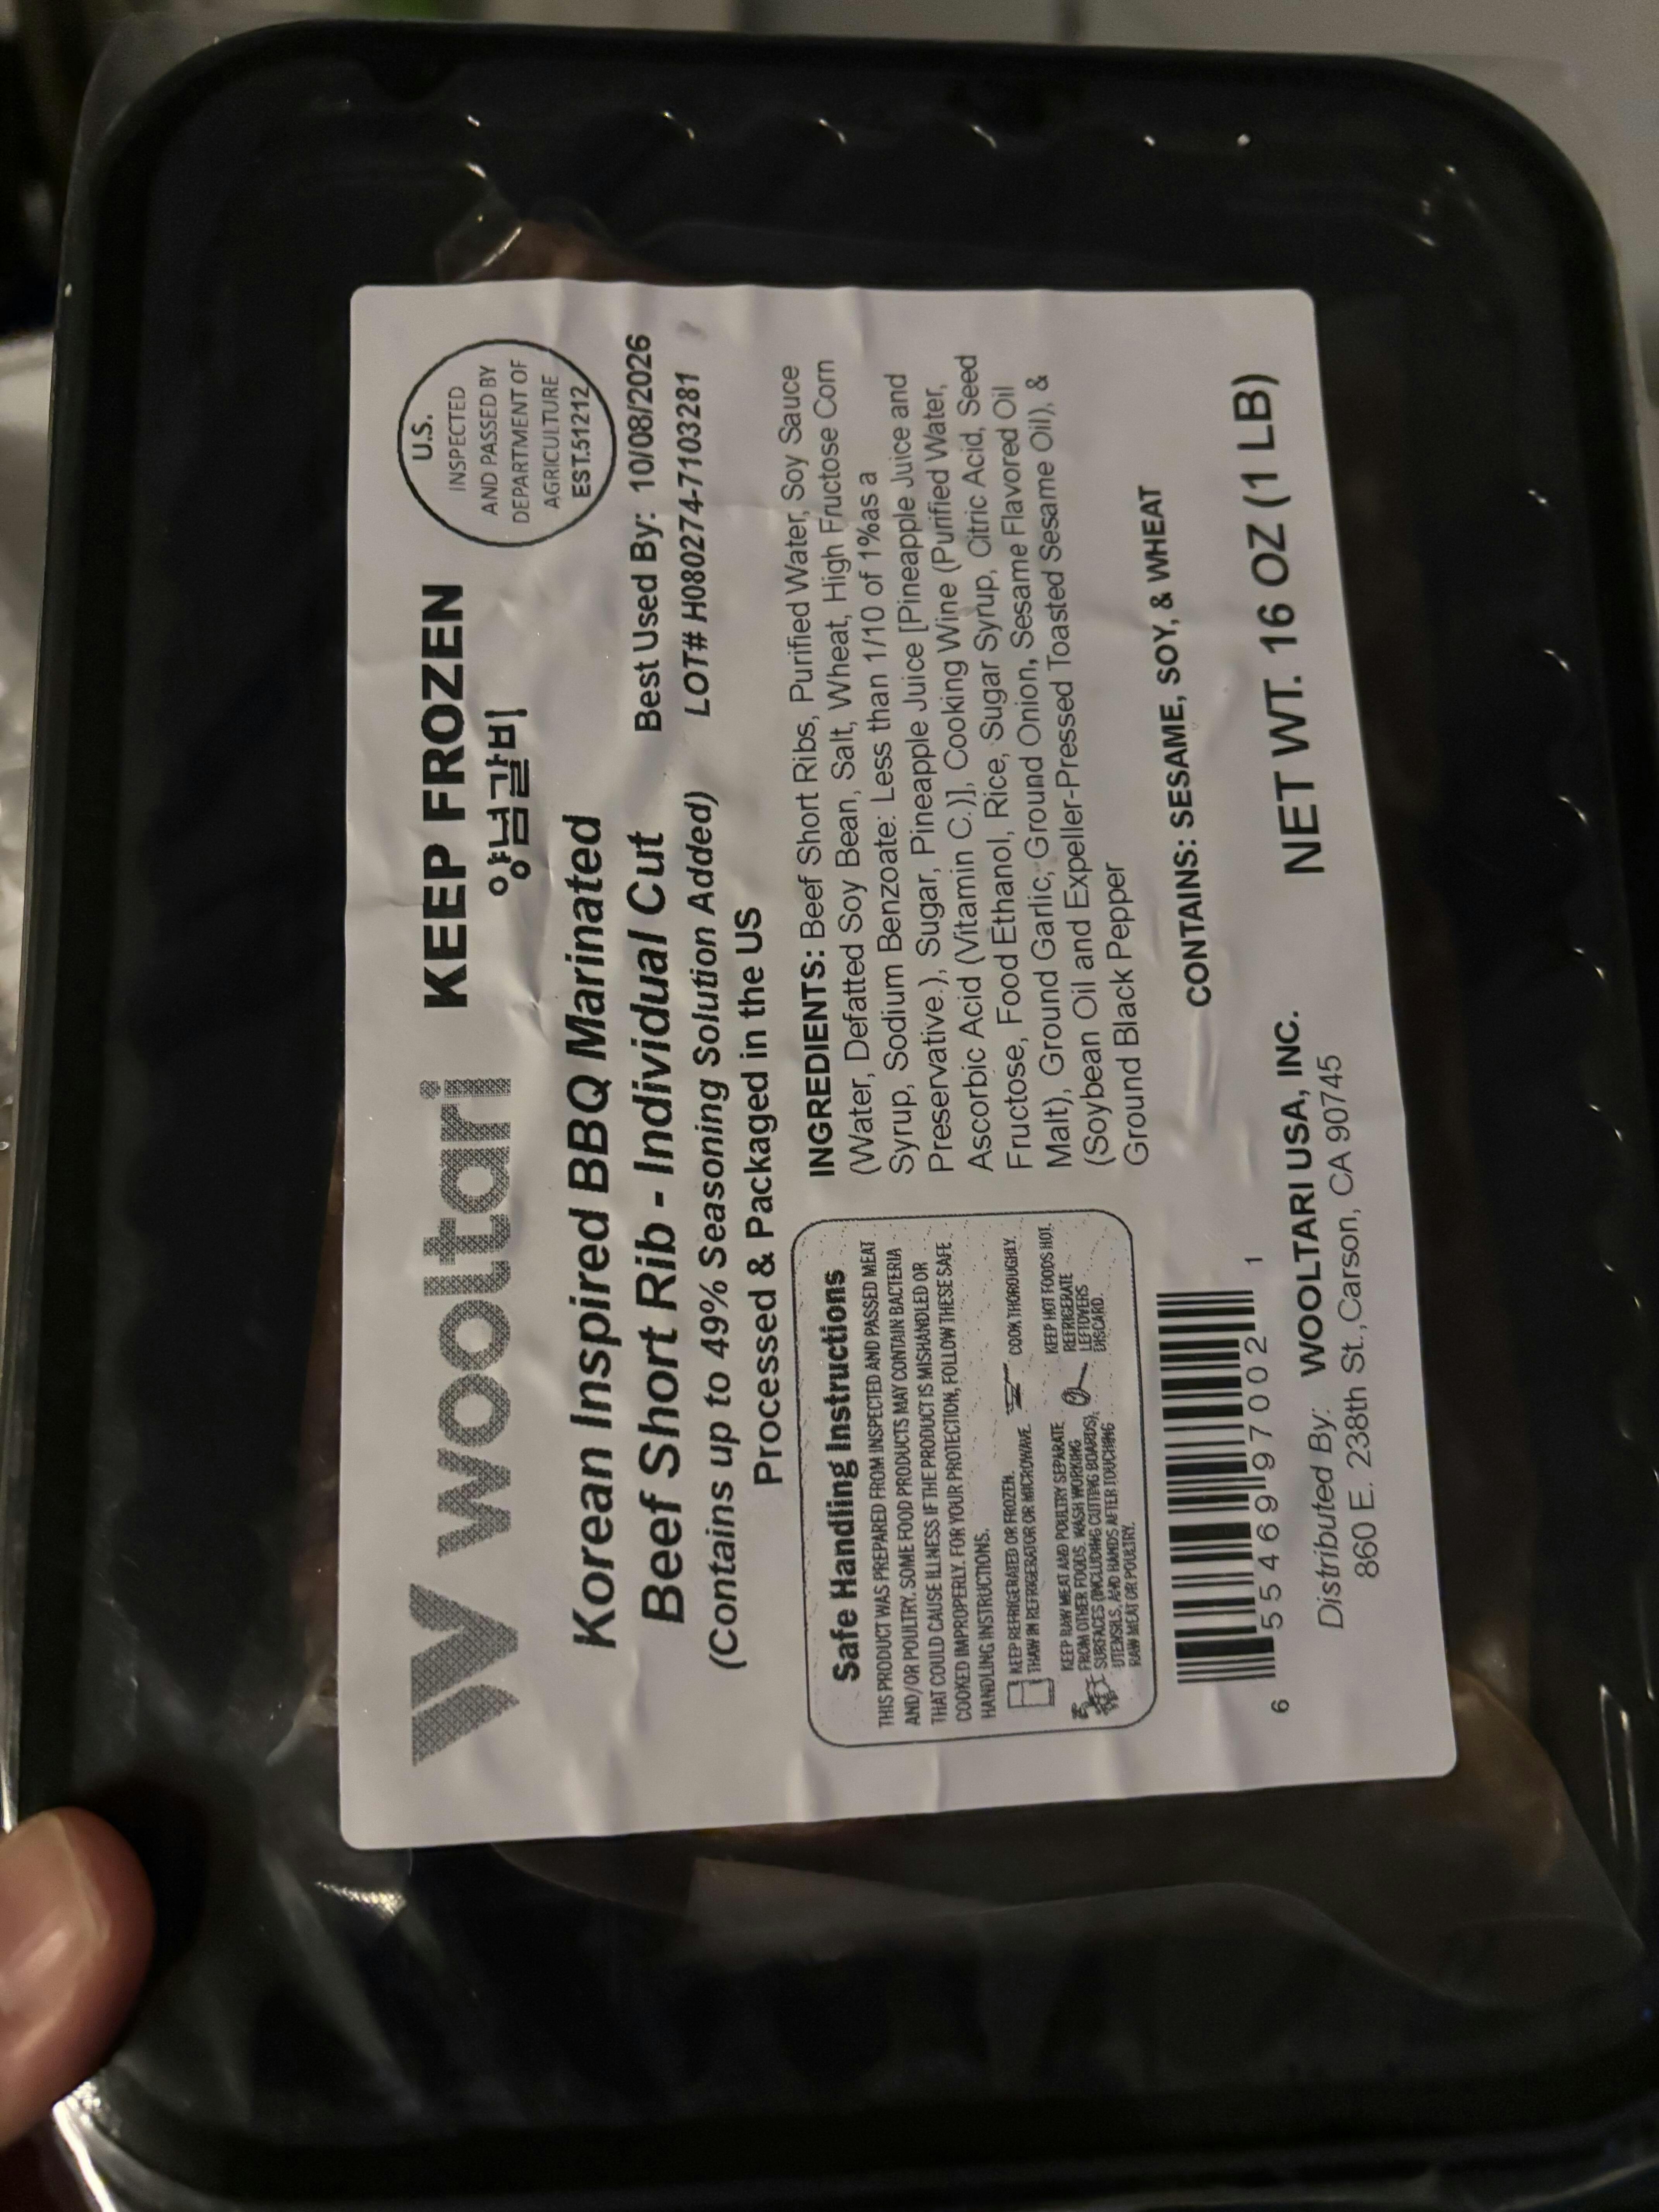 wooltari
KEEP FROZEN
양념갈비
U.S.
INSPECTED
AND PASSED BY
DEPARTMENT OF
AGRICULTURE
EST.51212
Korean Inspired BBQ Marinated
Beef Short Rib - Individual Cut
(Contains up to 49% Seasoning Solution Added)
Processed & Packaged in the US
Best Used By: 10/08/2026
LOT# H080274-7103281
Safe Handling Instructions
THIS PRODUCT WAS PREPARED FROM INSPECTED AND PASSED MEAT
AND/OR POULTRY. SOME FOOD PRODUCTS MAY CONTAIN BACTERIA
THAT COULD CAUSE ILLNESS IF THE PRODUCT IS MISHANDLED OR
COOKED IMPROPERLY. FOR YOUR PROTECTION, FOLLOW THESE SAFE
HANDLING INSTRUCTIONS.
KEEP REFRIGERATED OR FROZEN.
THAW IN REFRIGERATOR OR MICROWAVE.
KEEP RAW MEAT AND POULTRY SEPARATE
FROM OTHER FOODS. WASH WORKING
SURFACES (INCLUDING CUTTING BOARDS),
UTENSILS, AND HANDS AFTER TOUCHING
RAW MEAT OR POULTRY.
COOK THOROUGHLY.
KEEP HOT FOODS HOT.
REFRIGERATE
LEFTOVERS
DISCARD.
INGREDIENTS: Beef Short Ribs, Purified Water, Soy Sauce
(Water, Defatted Soy Bean, Salt, Wheat, High Fructose Corn
Syrup, Sodium Benzoate: Less than 1/10 of 1%as a
Preservative.), Sugar, Pineapple Juice [Pineapple Juice and
Ascorbic Acid (Vitamin C.)], Cooking Wine (Purified Water,
Fructose, Food Ethanol, Rice, Sugar Syrup, Citric Acid, Seed
Malt), Ground Garlic, Ground Onion, Sesame Flavored Oil
(Soybean Oil and Expeller-Pressed Toasted Sesame Oil), &
Ground Black Pepper
CONTAINS: SESAME, SOY, & WHEAT
6 55469 97002 1
Distributed By: WOOLTARI USA, INC.
860 E. 238th St.,Carson, CA 90745
NET WT. 16 OZ (1 LB)